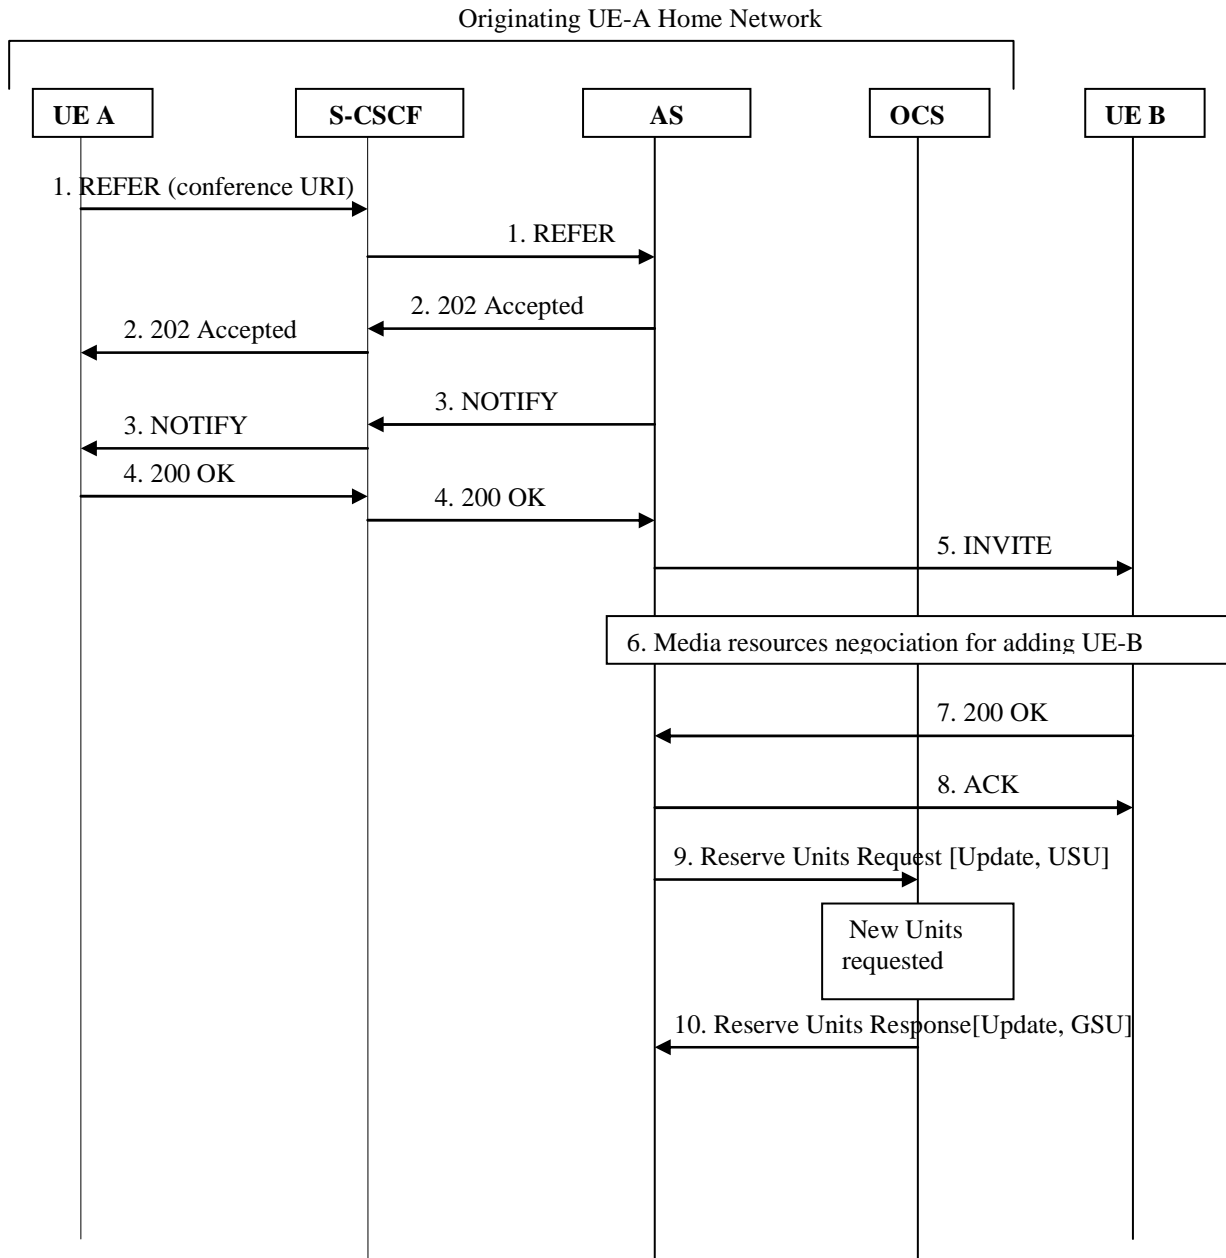 Originating UE-A Home Network
UE A
S-CSCF
AS
OCS
UE B
1. REFER (conference URI)
1. REFER
2. 202 Accepted
2. 202 Accepted
3. NOTIFY
3. NOTIFY
4. 200 OK
4. 200 OK
5. INVITE
6. Media resources negociation for adding UE-B
7. 200 OK
8. ACK
9. Reserve Units Request [Update, USU]
New Units
requested
10. Reserve Units Response[Update, GSU]